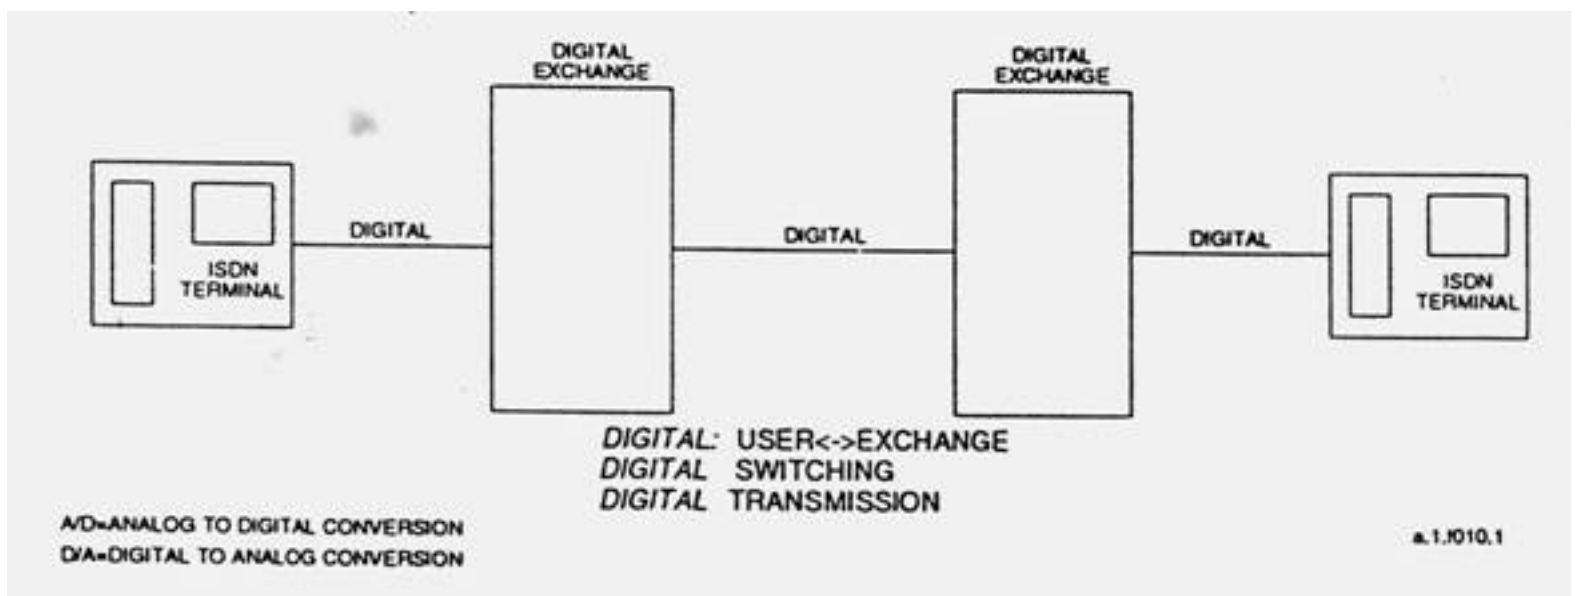 DIGITAL
EXCHANGE
DIGITAL
EXCHANGE
ISDN
TERMINAL
DIGITAL
DIGITAL
DIGITAL
ISDN
TERMINAL
DIGITAL: USER<->EXCHANGE
DIGITAL SWITCHING
DIGITAL TRANSMISSION
A/D=ANALOG TO DIGITAL CONVERSION
D/A=DIGITAL TO ANALOG CONVERSION
a.1.f010.1